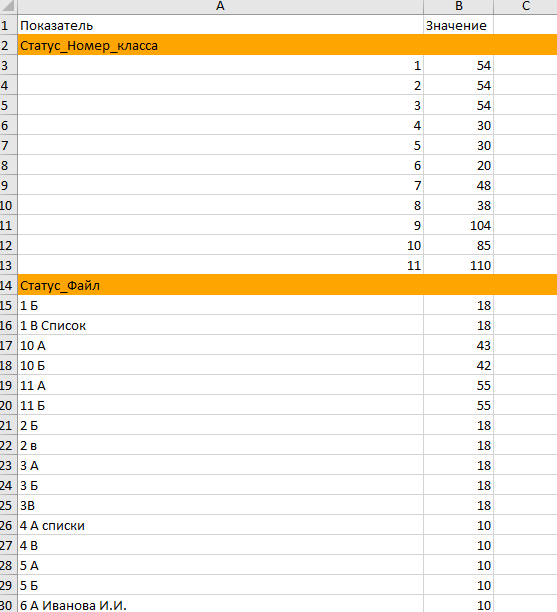 A B C
1 Показатель Значение
2 Статус_Номер_класса
3 1 54
4 2 54
5 3 54
6 4 30
7 5 30
8 6 20
9 7 48
10 8 38
11 9 104
12 10 85
13 11 110
14 Статус_Файл
15 1 Б 18
16 1 В Список 18
17 10 А 43
18 10 Б 42
19 11 А 55
20 11 Б 55
21 2 Б 18
22 2 в 18
23 3 А 18
24 3 Б 18
25 3В 18
26 4 А списки 10
27 4 В 10
28 5 А 10
29 5 Б 10
30 6 А Иванова И.И. 10